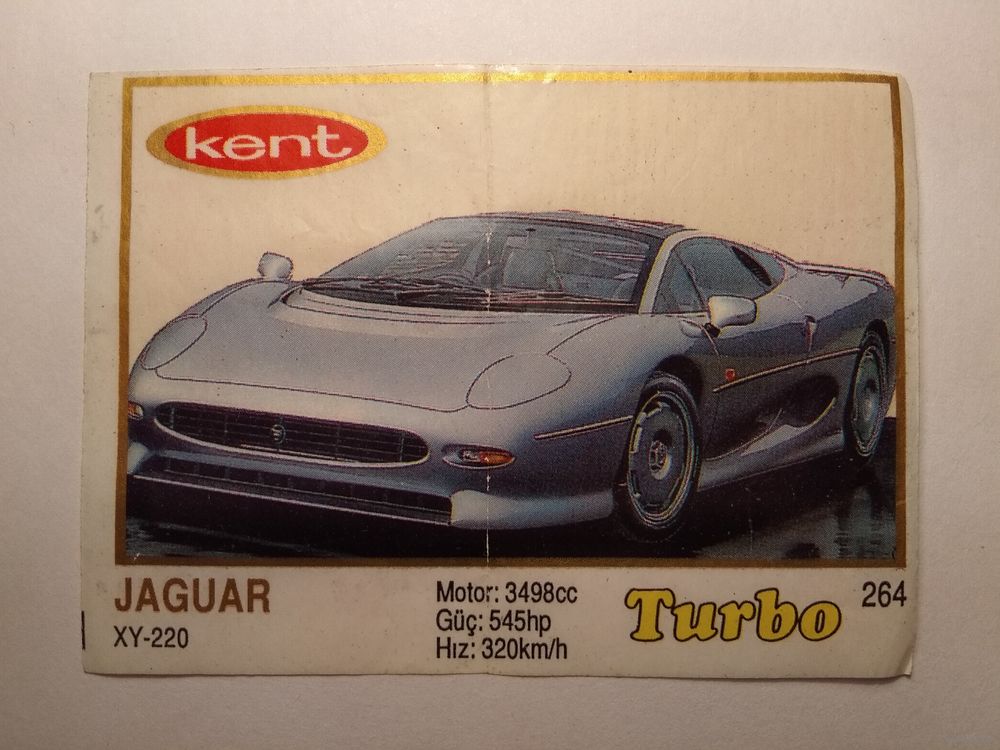 kent
JAGUAR
XY-220
Motor: 3498cc
Güç: 545hp
Hız: 320km/h
Turbo
264